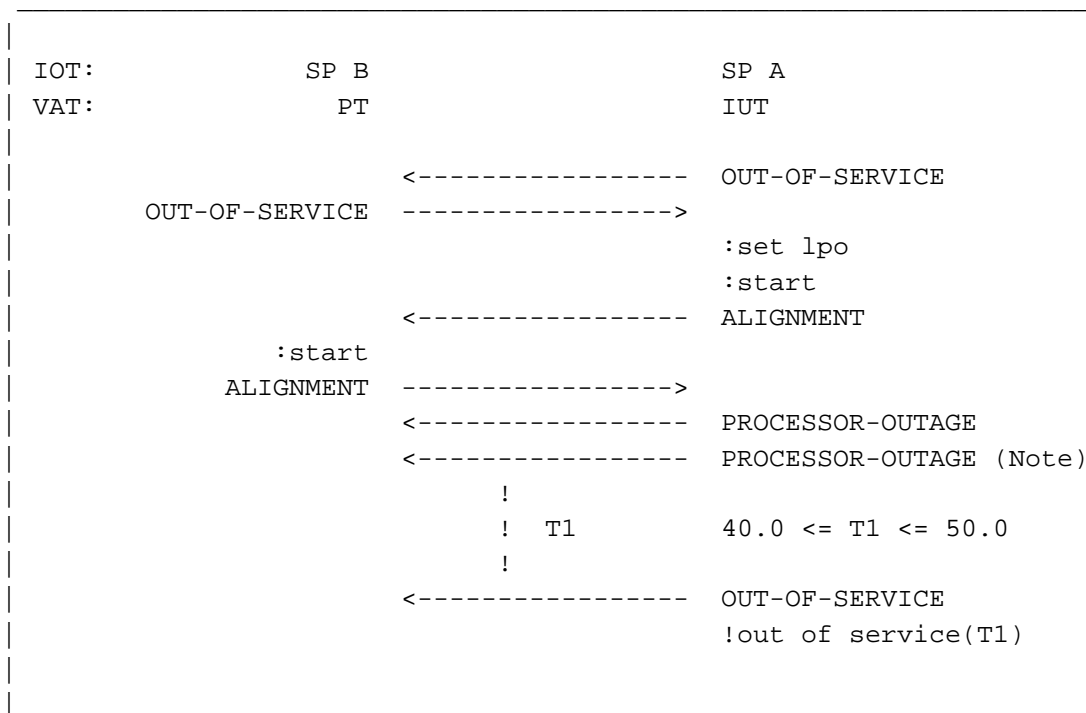 IOT: SP B SP A
VAT: PT IUT
<----------------- OUT-OF-SERVICE
OUT-OF-SERVICE ----------------->
:set lpo
:start
<----------------- ALIGNMENT
:start
ALIGNMENT ----------------->
<----------------- PROCESSOR-OUTAGE
<----------------- PROCESSOR-OUTAGE (Note)
!
! T1 40.0 <= T1 <= 50.0
!
<----------------- OUT-OF-SERVICE
!out of service(T1)